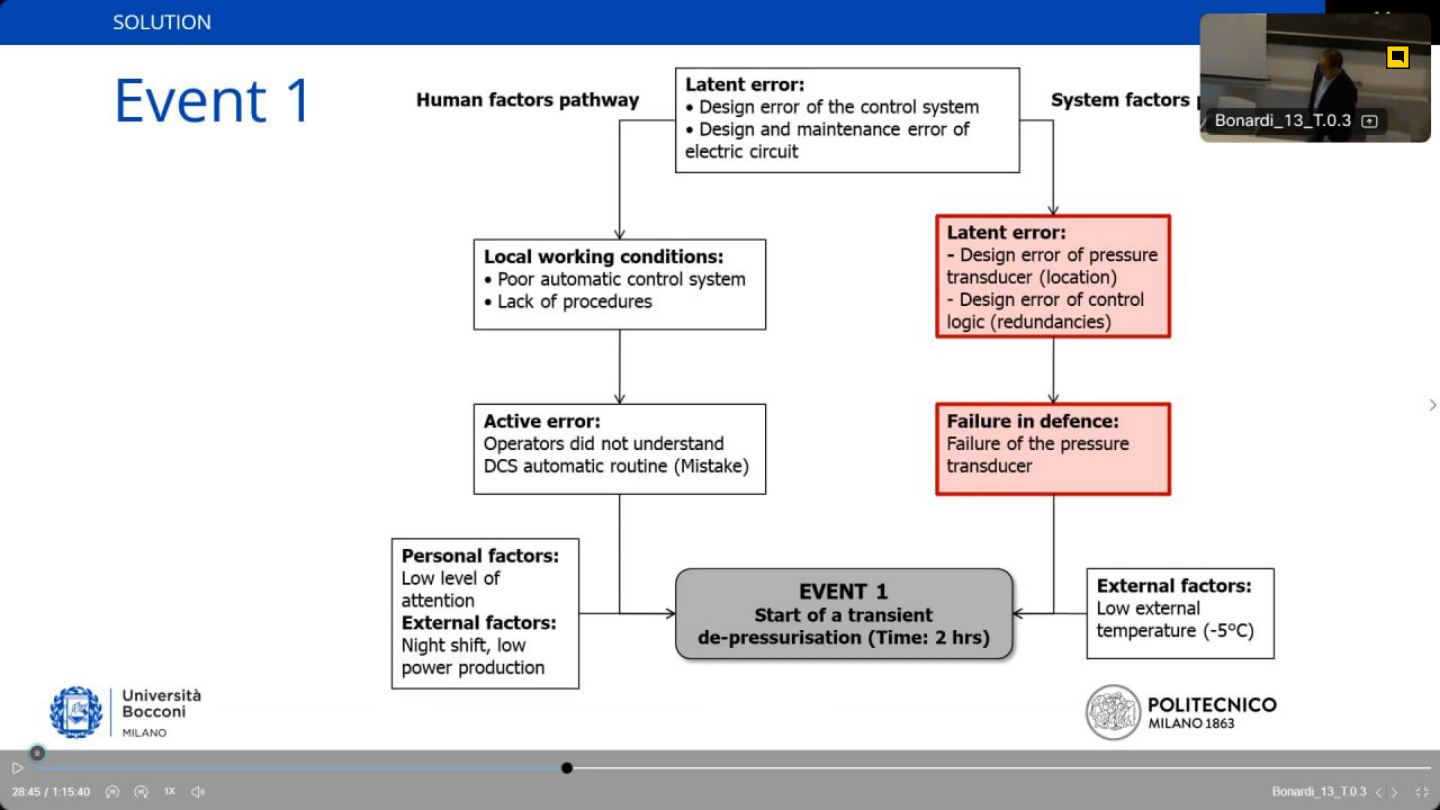 SOLUTION
Event 1
Human factors pathway
Latent error:
• Design error of the control system
• Design and maintenance error of
electric circuit
System factors
Bonardi_13_T.0.3
Local working conditions:
• Poor automatic control system
• Lack of procedures
Latent error:
- Design error of pressure
transducer (location)
- Design error of control
logic (redundancies)
Active error:
Operators did not understand
DCS automatic routine (Mistake)
Failure in defence:
Failure of the pressure
transducer
Personal factors:
Low level of
attention
External factors:
Night shift, low
power production
EVENT 1
Start of a transient
de-pressurisation (Time: 2 hrs)
External factors:
Low external
temperature (-5°C)
Università
Bocconi
MILANO
POLITECNICO
MILANO 1863
28:45 / 1:15:40
1X
Bonardi_13_T.0.3